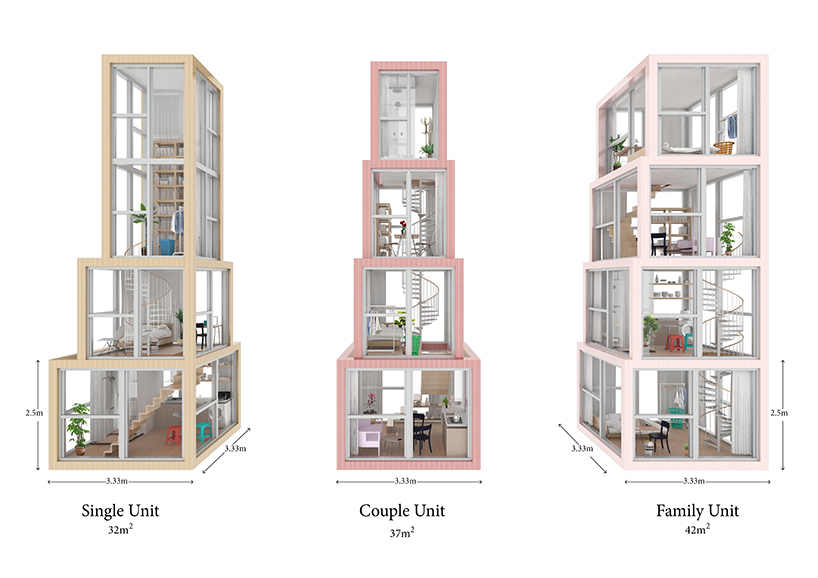 2.5m
3.33m
3.33m
3.33m
3.33m
3.33m
2.5m
Single Unit
32m²
Couple Unit
37m²
Family Unit
42m²